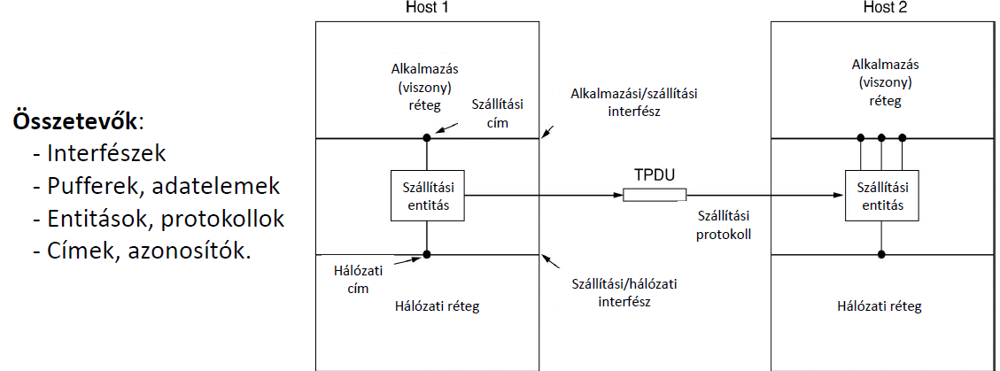 Host 1
Host 2
Összetevők:
- Interfészek
- Pufferek, adatelemek
- Entitások, protokollok
- Címek, azonosítók.
Alkalmazás
(viszony)
réteg
Szállítási
cím
Alkalmazási/szállítási
interfész
Szállítási
entitás
TPDU
Szállítási
protokoll
Hálózati
cím
Szállítási/hálózati
interfész
Hálózati réteg
Alkalmazás
(viszony)
réteg
Szállítási
entitás
Hálózati réteg